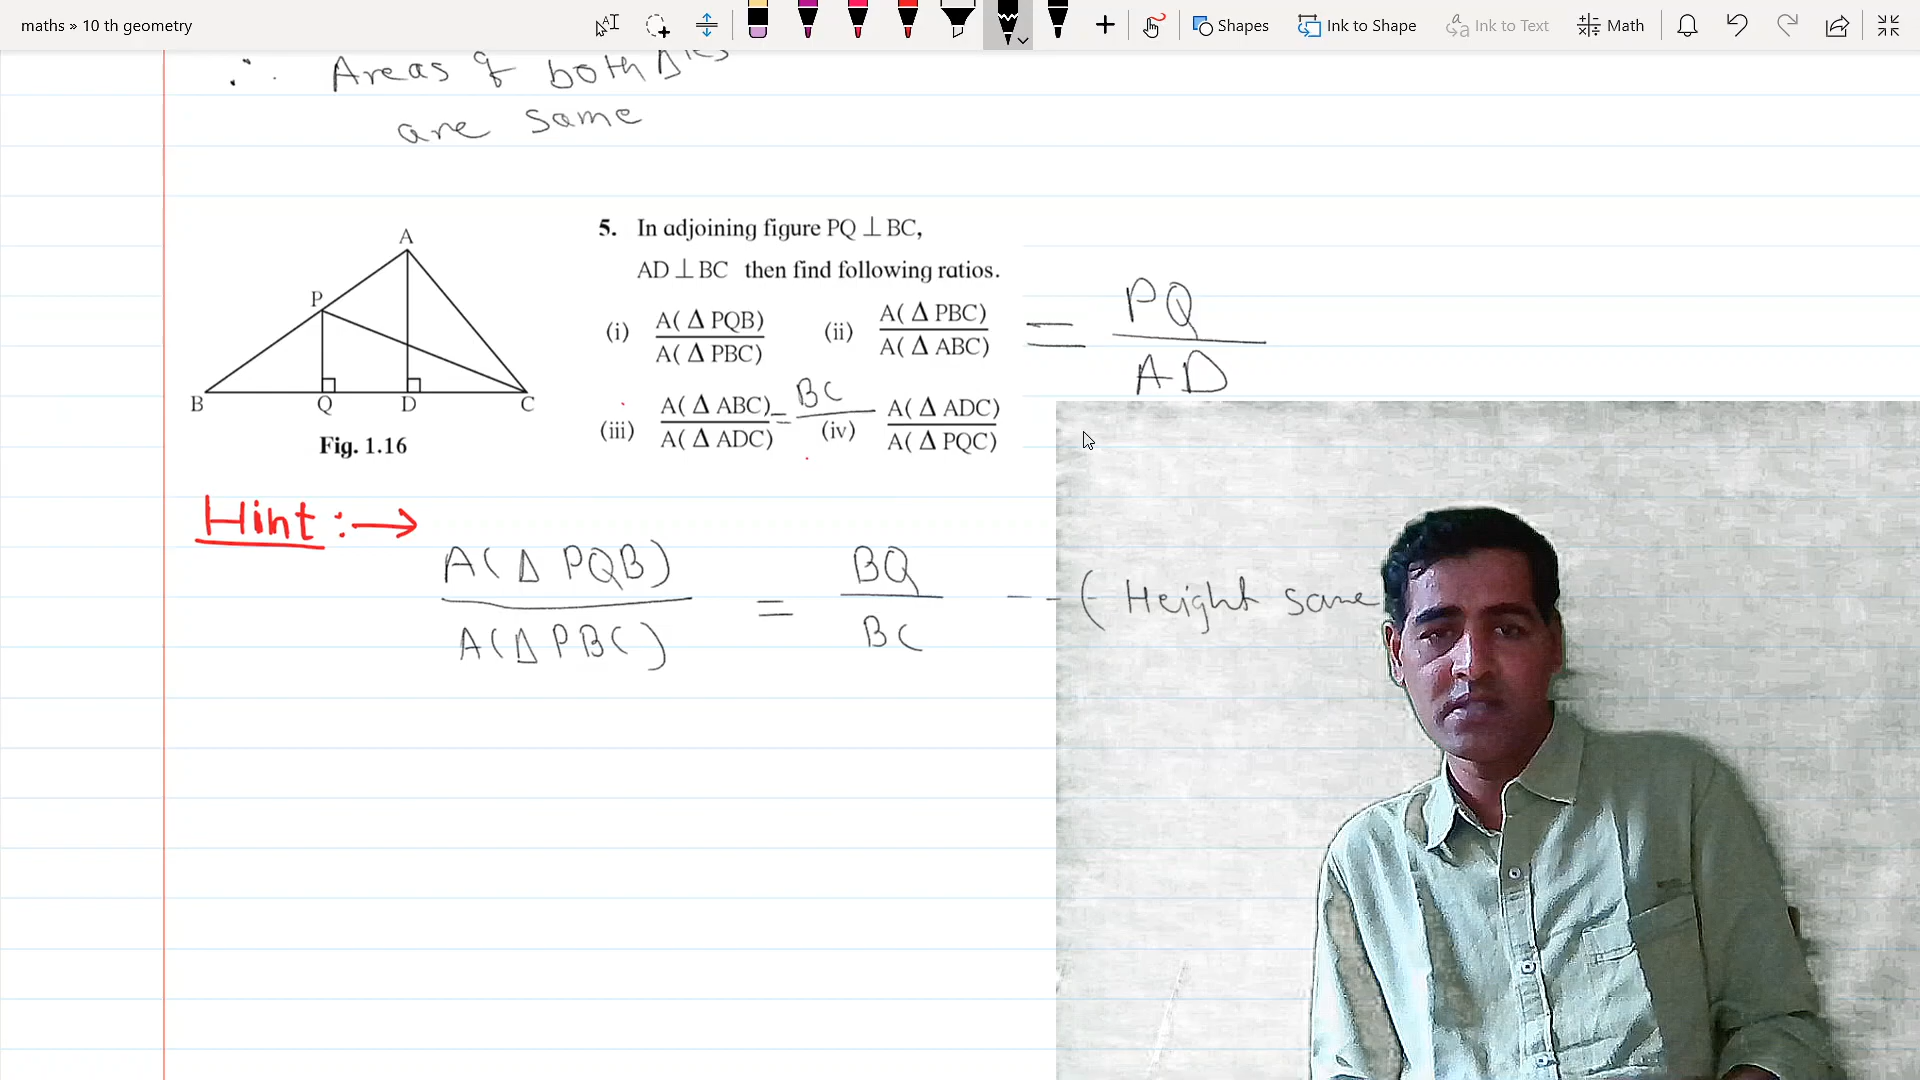 maths » 10 th geometry
Shapes
Ink to Shape
Ink to Text
Math
∴ Areas of both Δles
are same
A
P
B
Q
D
C
Fig. 1.16
5. In adjoining figure PQ ⊥ BC,
AD ⊥ BC then find following ratios.
(i) A( Δ PQB) / A( Δ PBC)
(ii) A( Δ PBC) / A( Δ ABC) = PQ / AD
(iii) A( Δ ABC) / A( Δ ADC) = BC /
(iv) A( Δ ADC) / A( Δ PQC)
Hint :→
A( Δ PQB) / A( Δ PBC) = BQ / BC -- ( Height same